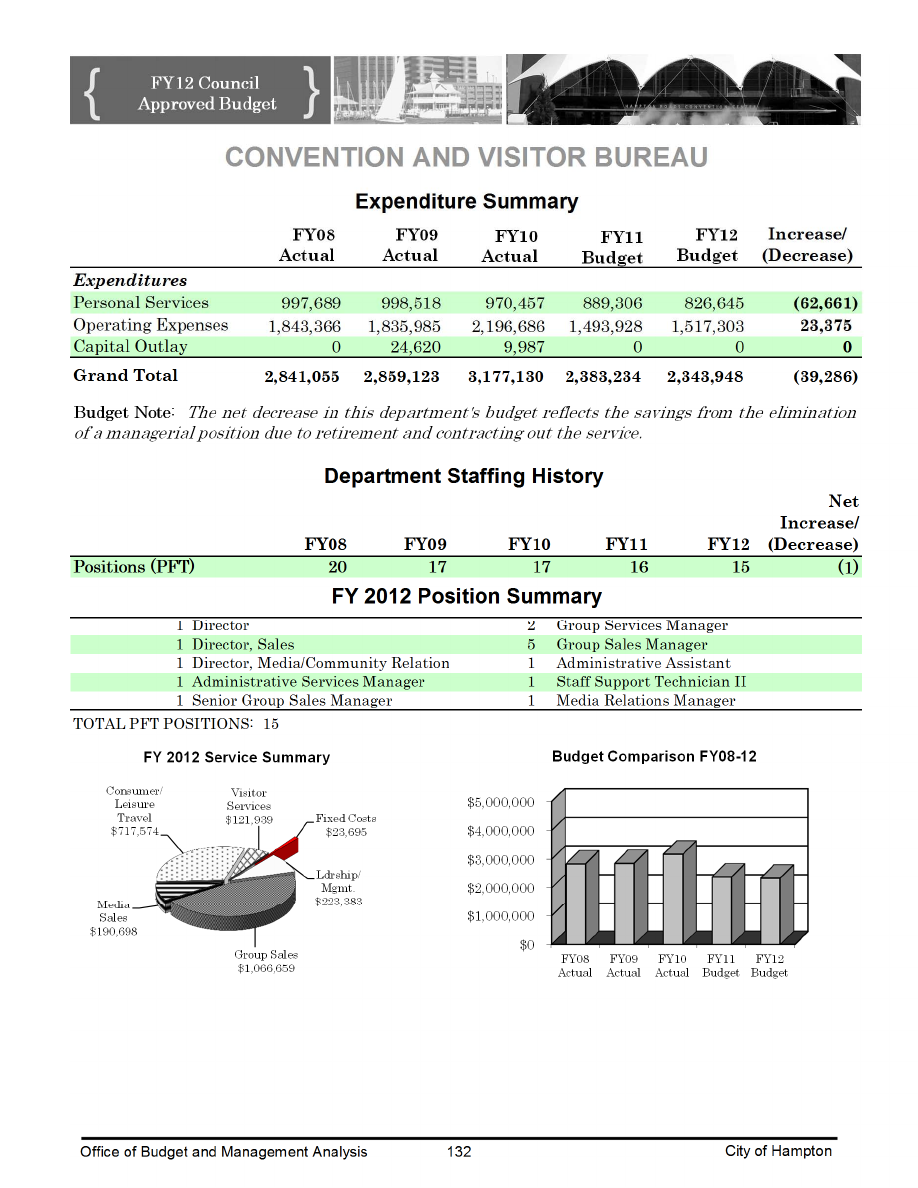 FY12 Council
Approved Budget
CONVENTION AND VISITOR BUREAU
Expenditure Summary
FY08 FY09 FY10 FY11 FY12 Increase/
Actual Actual Actual Budget Budget (Decrease)
Expenditures
Personal Services 997,689 998,518 970,457 889,306 826,645 (62,661)
Operating Expenses 1,843,366 1,835,985 2,196,686 1,493,928 1,517,303 23,375
Capital Outlay 0 24,620 9,987 0 0 0
Grand Total 2,841,055 2,859,123 3,177,130 2,383,234 2,343,948 (39,286)
Budget Note: The net decrease in this department's budget reflects the savings from the elimination
of a managerial position due to retirement and contracting out the service.
Department Staffing History
Net
Increase/
FY08 FY09 FY10 FY11 FY12 (Decrease)
Positions (PFT) 20 17 17 16 15 (1)
FY 2012 Position Summary
1 Director 2 Group Services Manager
1 Director, Sales 5 Group Sales Manager
1 Director, Media/Community Relation 1 Administrative Assistant
1 Administrative Services Manager 1 Staff Support Technician II
1 Senior Group Sales Manager 1 Media Relations Manager
TOTAL PFT POSITIONS: 15
FY 2012 Service Summary
Consumer/
Leisure
Travel
$717,574
Visitor
Services
$121,939
Fixed Costs
$23,695
Ldrship/
Mgmt.
$223,383
Media
Sales
$190,698
Group Sales
$1,066,659
Budget Comparison FY08-12
$5,000,000
$4,000,000
$3,000,000
$2,000,000
$1,000,000
$0
FY08 FY09 FY10 FY11 FY12
Actual Actual Actual Budget Budget
Office of Budget and Management Analysis 132 City of Hampton